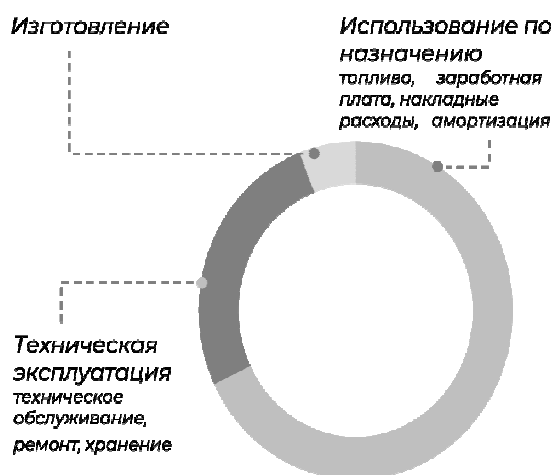 Изготовление
Использование по
назначению
топливо, заработная
плата, накладные
расходы, амортизация
Техническая
эксплуатация
техническое
обслуживание,
ремонт, хранение